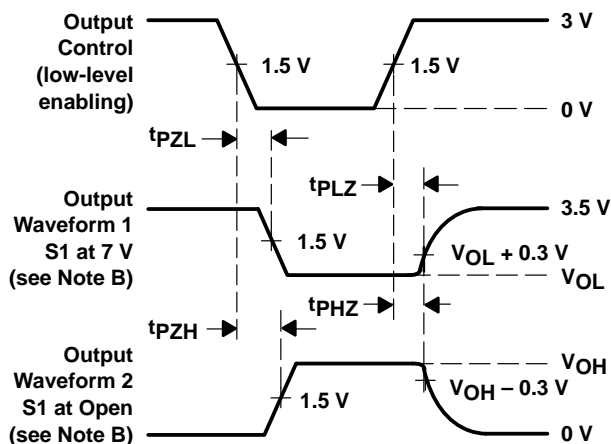 Output
Control
(low-level
enabling)
1.5 V
1.5 V
3 V
0 V
tPZL
tPLZ
Output
Waveform 1
S1 at 7 V
(see Note B)
1.5 V
3.5 V
VOL + 0.3 V
VOL
tPHZ
tPZH
Output
Waveform 2
S1 at Open
(see Note B)
1.5 V
VOH
VOH – 0.3 V
0 V